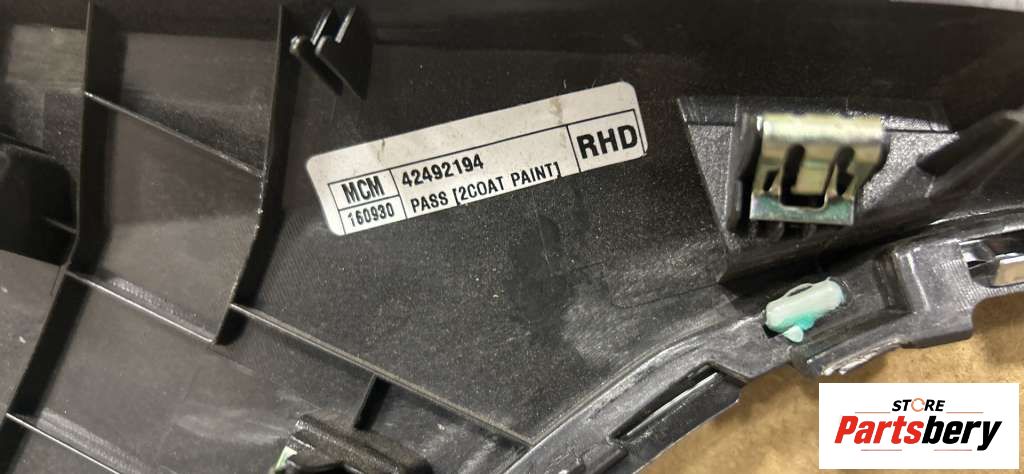 MCM 42492194 RHD
160930 PASS [2COAT PAINT]
STORE
Partsbery